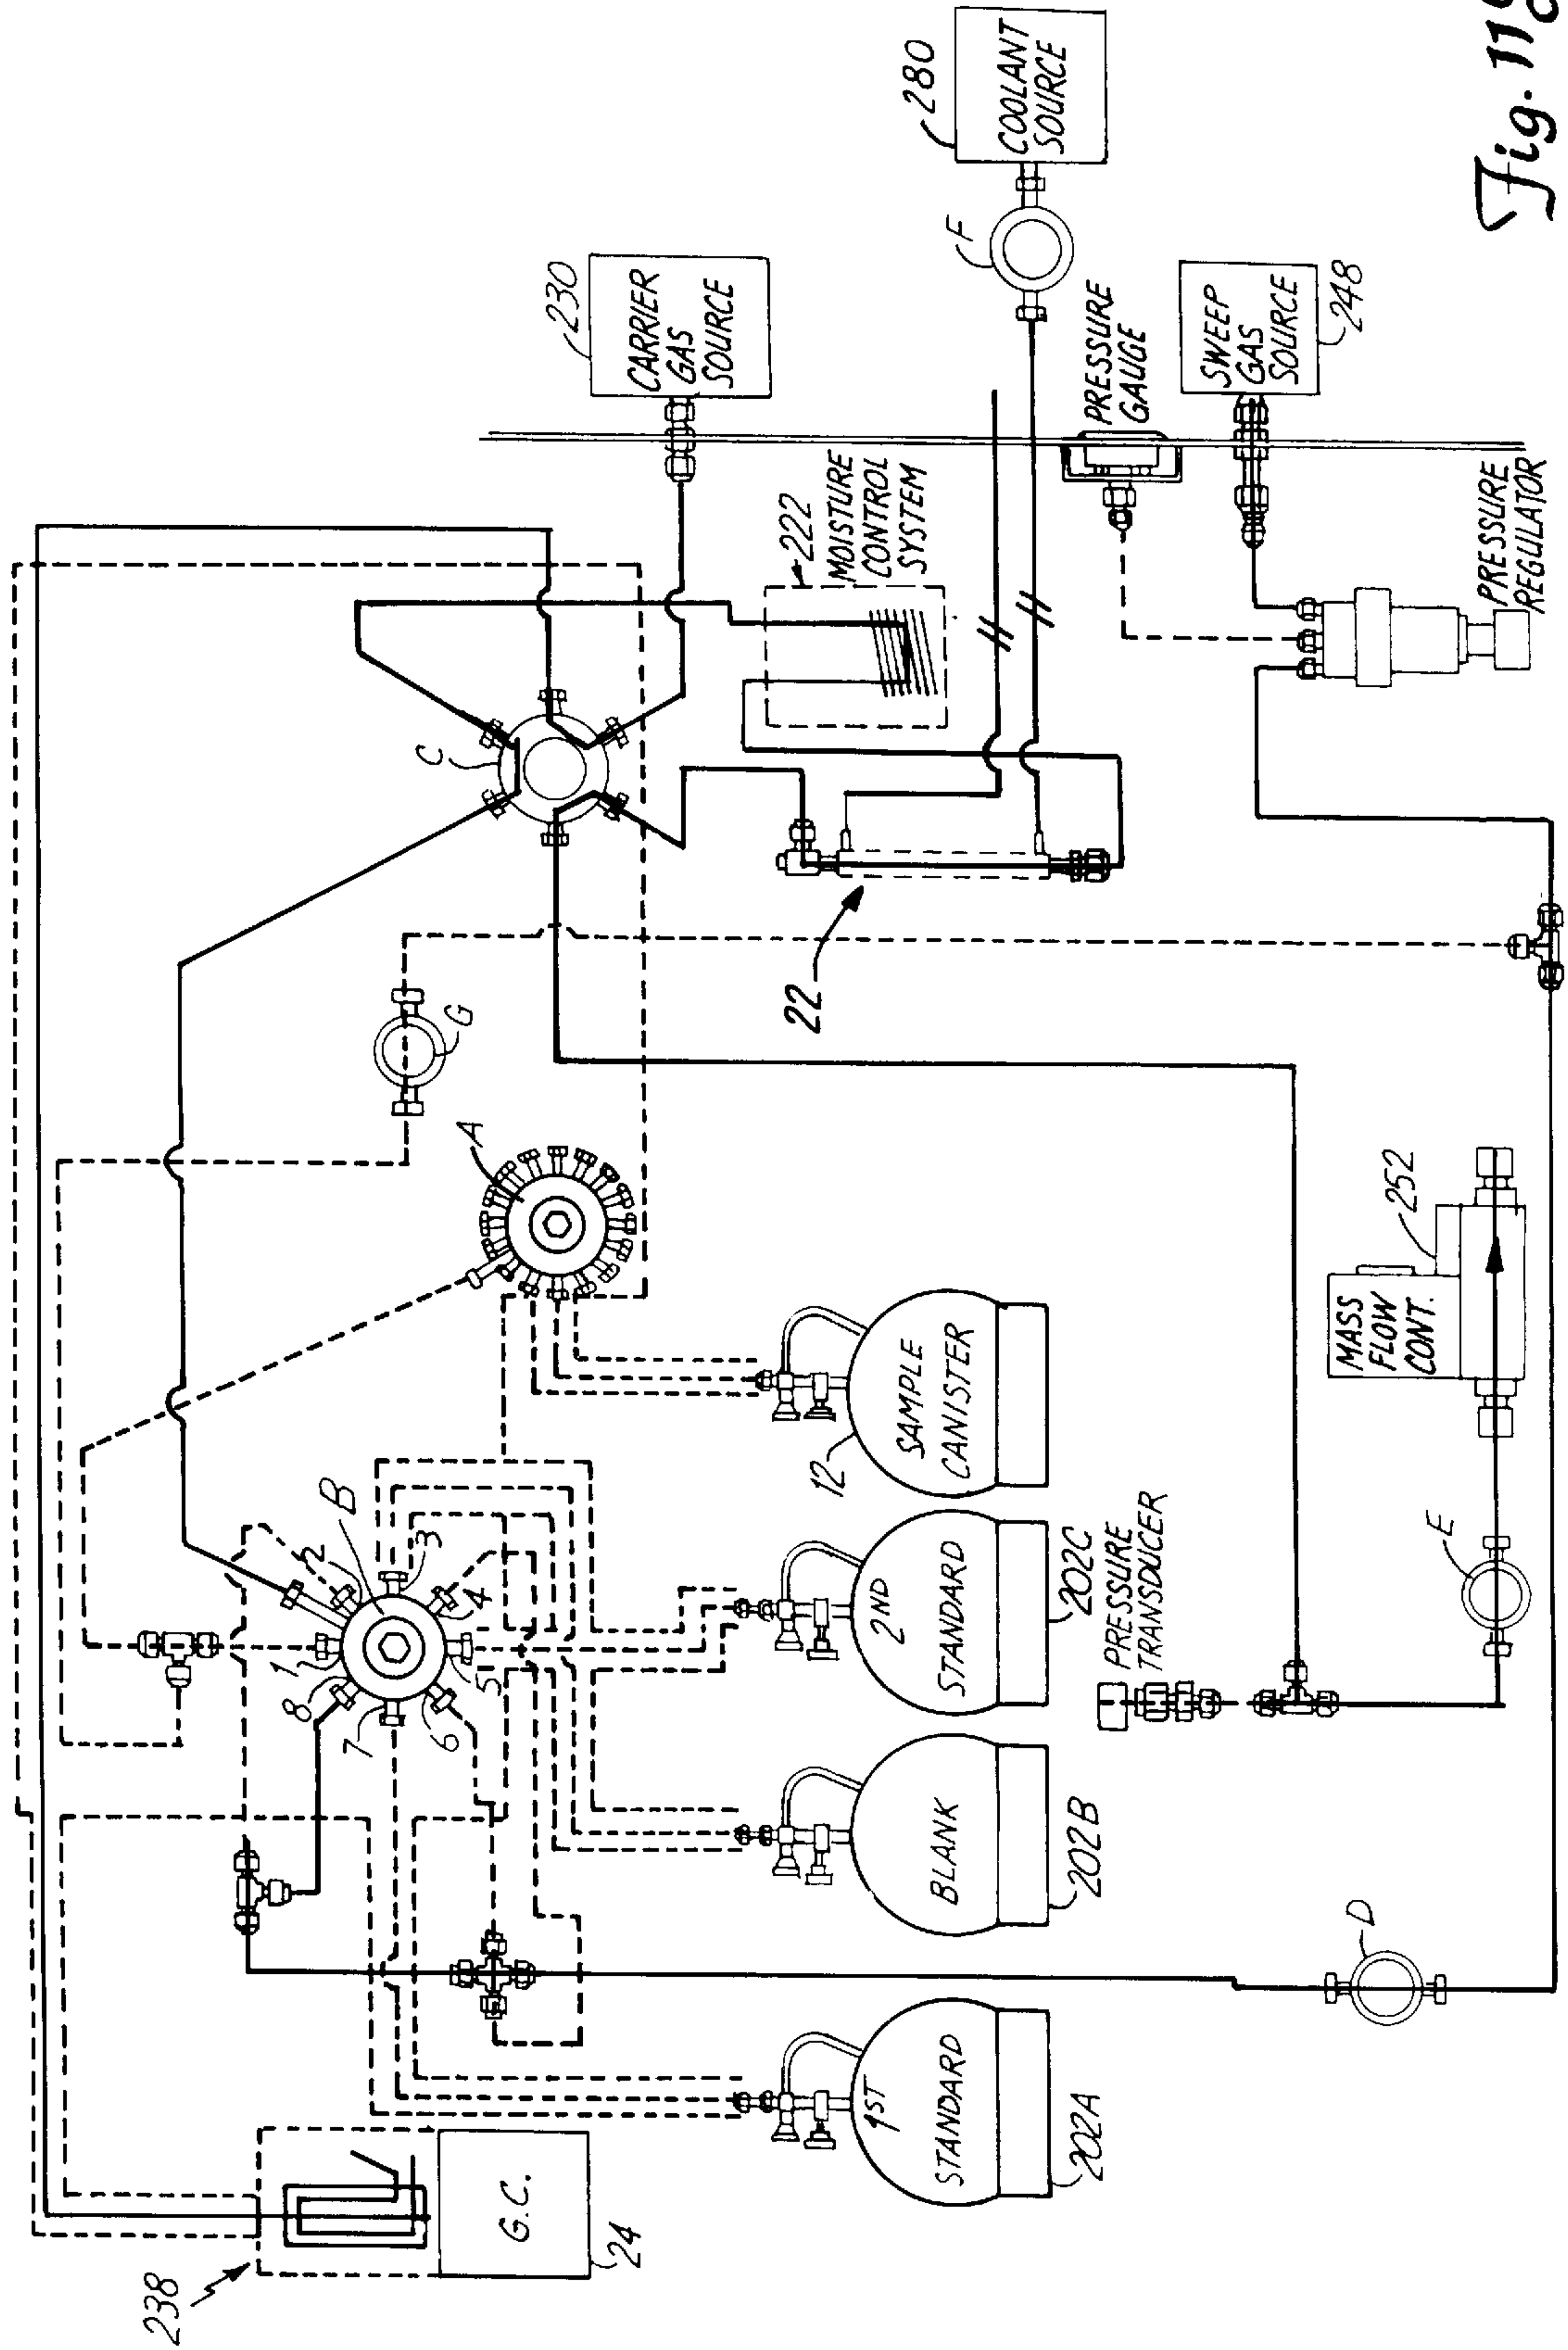 238
G.C.
24
1
2
B
8
7
3
6
4
5
A
G
C
230
CARRIER
GAS
SOURCE
1ST
STANDARD
202A
BLANK
202B
2ND
STANDARD
202C
12
SAMPLE
CANISTER
22
222
MOISTURE
CONTROL
SYSTEM
F
280
COOLANT
SOURCE
PRESSURE
TRANSDUCER
PRESSURE
GAUGE
D
E
MASS
FLOW
CONT.
252
SWEEP
GAS
SOURCE
248
PRESSURE
REGULATOR
Fig.